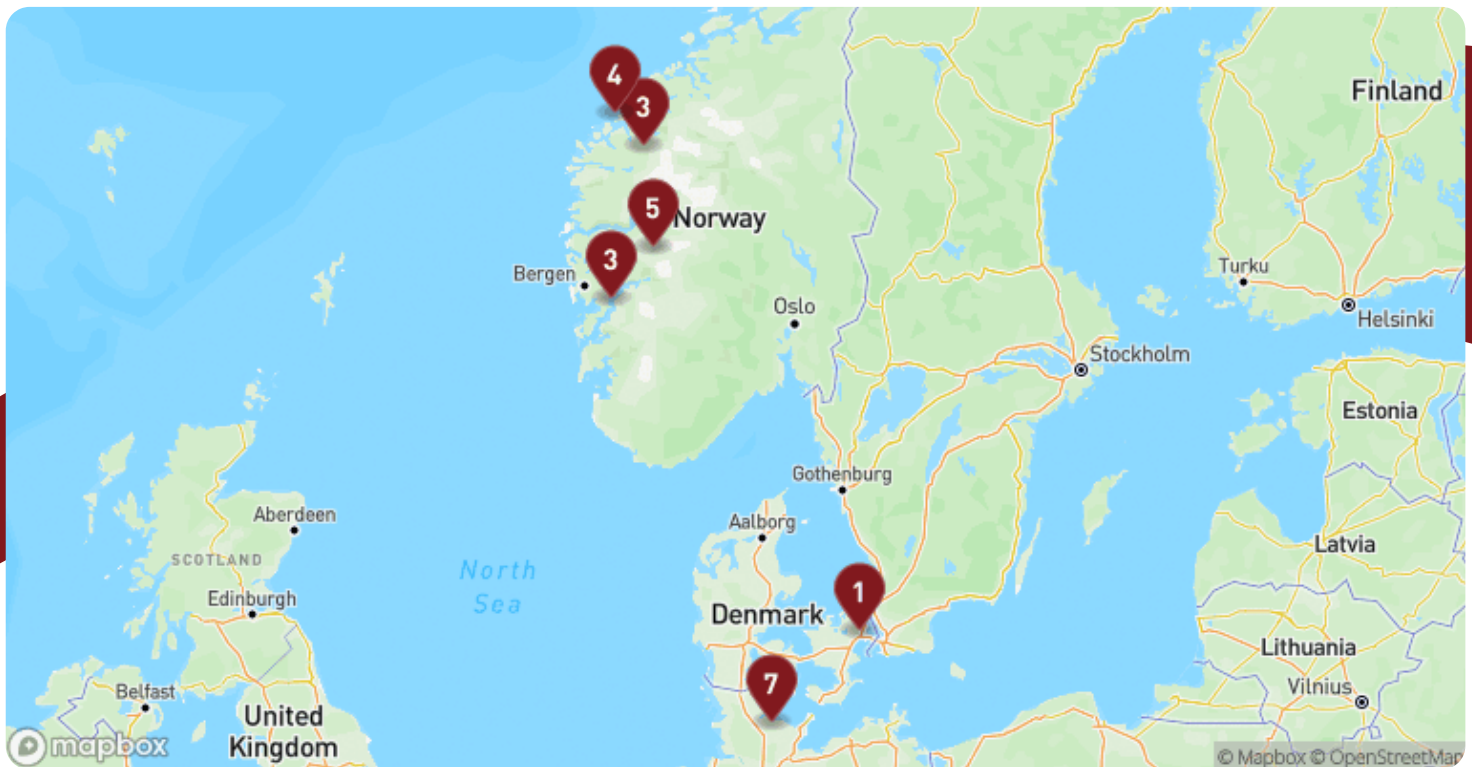 4
3
Finland
5
Norway
3
Bergen
Turku
Oslo
Helsinki
Stockholm
Estonia
Gothenburg
Aberdeen
Aalborg
SCOTLAND
Latvia
North
Sea
Edinburgh
1
Denmark
Lithuania
7
Belfast
Vilnius
United
Kingdom
mapbox
© Mapbox © OpenStreetMap